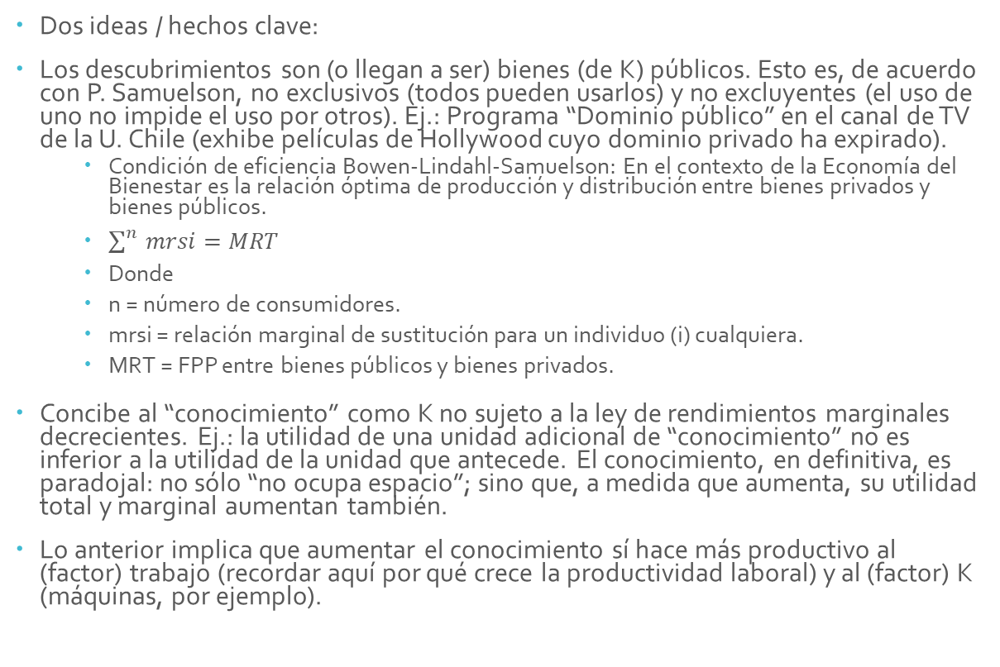 • Dos ideas / hechos clave:
• Los descubrimientos son (o llegan a ser) bienes (de K) públicos. Esto es, de acuerdo
con P. Samuelson, no exclusivos (todos pueden usarlos) y no excluyentes (el uso de
uno no impide el uso por otros). Ej.: Programa “Dominio público” en el canal de TV
de la U. Chile (exhibe películas de Hollywood cuyo dominio privado ha expirado).
• Condición de eficiencia Bowen-Lindahl-Samuelson: En el contexto de la Economía del
Bienestar es la relación óptima de producción y distribución entre bienes privados y
bienes públicos.
• ∑ⁿ mrsi = MRT
• Donde
• n = número de consumidores.
• mrsi = relación marginal de sustitución para un individuo (i) cualquiera.
• MRT = FPP entre bienes públicos y bienes privados.
• Concibe al “conocimiento” como K no sujeto a la ley de rendimientos marginales
decrecientes. Ej.: la utilidad de una unidad adicional de “conocimiento” no es
inferior a la utilidad de la unidad que antecede. El conocimiento, en definitiva, es
paradojal: no sólo “no ocupa espacio”; sino que, a medida que aumenta, su utilidad
total y marginal aumentan también.
• Lo anterior implica que aumentar el conocimiento sí hace más productivo al
(factor) trabajo (recordar aquí por qué crece la productividad laboral) y al (factor) K
(máquinas, por ejemplo).